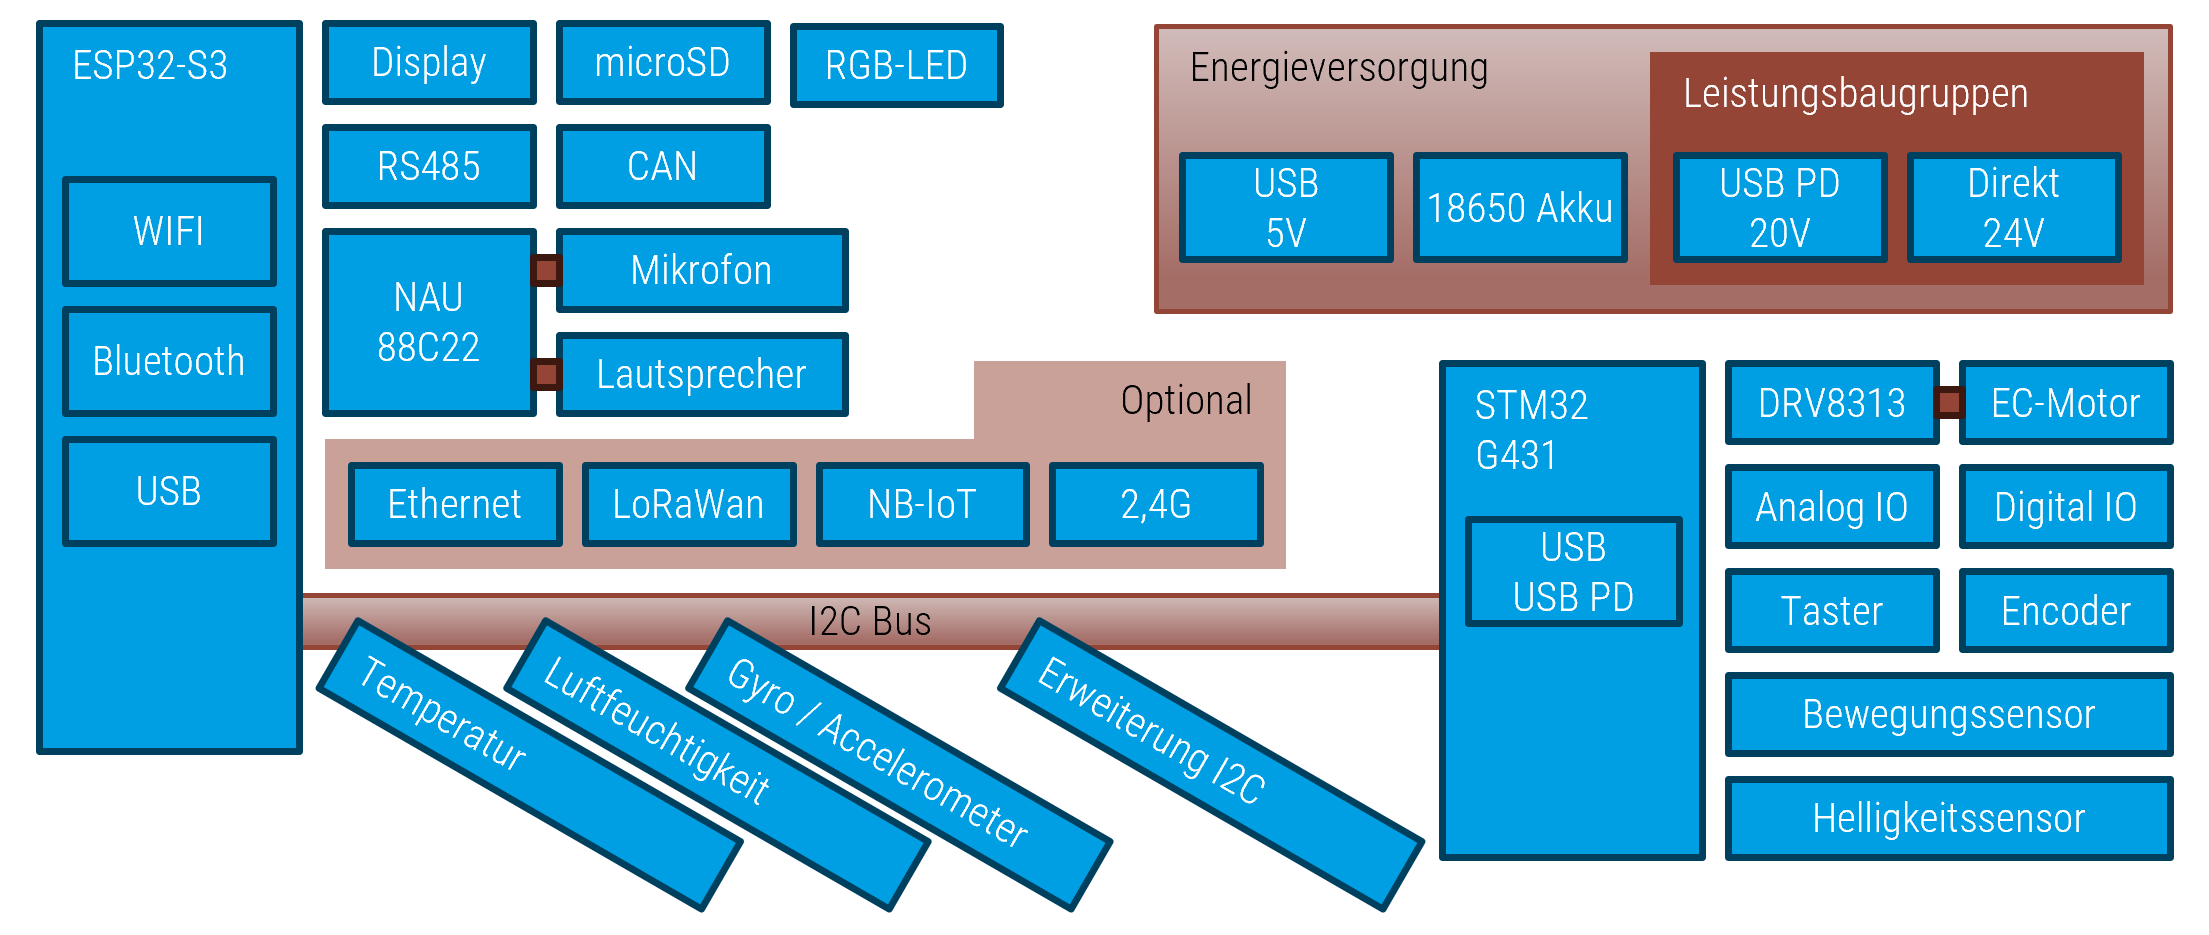 ESP32-S3
WIFI
Bluetooth
USB
Display
microSD
RGB-LED
RS485
CAN
NAU
88C22
Mikrofon
Lautsprecher
Optional
Ethernet
LoRaWan
NB-IoT
2,4G
I2C Bus
Temperatur
Luftfeuchtigkeit
Gyro / Accelerometer
Erweiterung I2C
Energieversorgung
USB
5V
18650 Akku
Leistungsbaugruppen
USB PD
20V
Direkt
24V
STM32
G431
USB
USB PD
DRV8313
EC-Motor
Analog IO
Digital IO
Taster
Encoder
Bewegungssensor
Helligkeitssensor